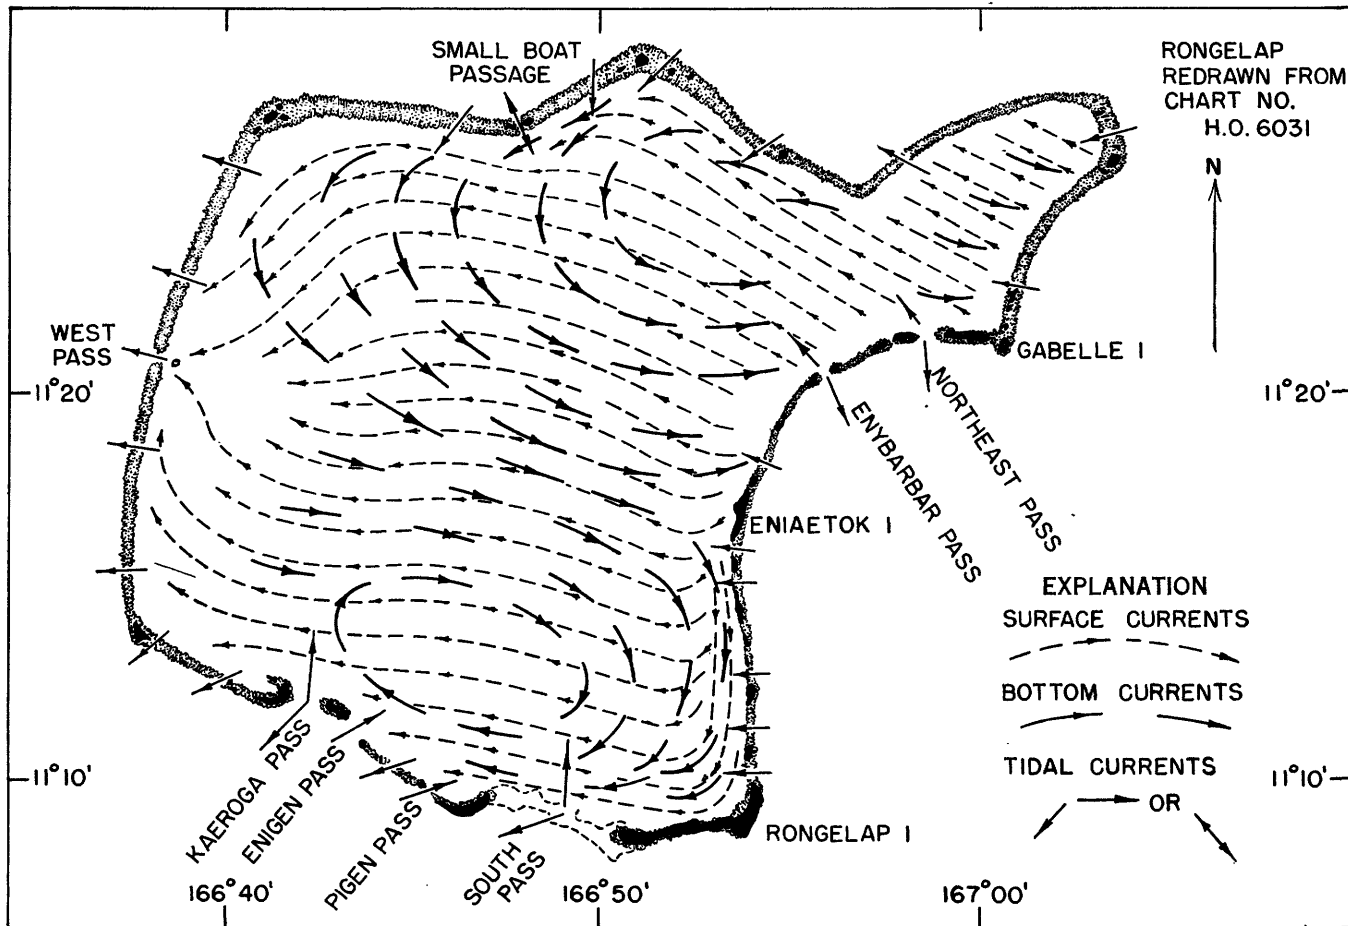 SMALL BOAT
PASSAGE
RONGELAP
REDRAWN FROM
CHART NO.
H.O. 6031
N
WEST
PASS
GABELLE I
11°20'
11°20'
NORTHEAST PASS
ENYBARBAR PASS
ENIAETOK I
EXPLANATION
SURFACE CURRENTS
BOTTOM CURRENTS
TIDAL CURRENTS
OR
11°10'
11°10'
KAEROGA PASS
ENIGEN PASS
PIGEN PASS
SOUTH
PASS
RONGELAP I
166°40'
166°50'
167°00'